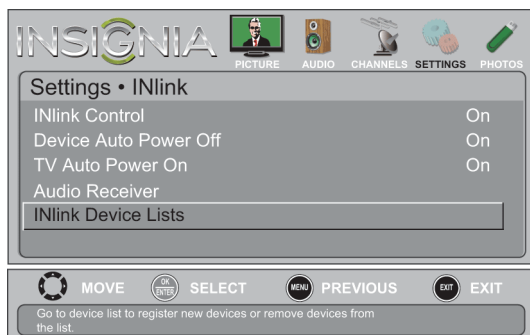 INSIGNIA
PICTURE AUDIO CHANNELS SETTINGS PHOTOS
Settings • INlink
INlink Control On
Device Auto Power Off On
TV Auto Power On On
Audio Receiver
INlink Device Lists
MOVE OK ENTER SELECT MENU PREVIOUS EXIT EXIT
Go to device list to register new devices or remove devices from
the list.